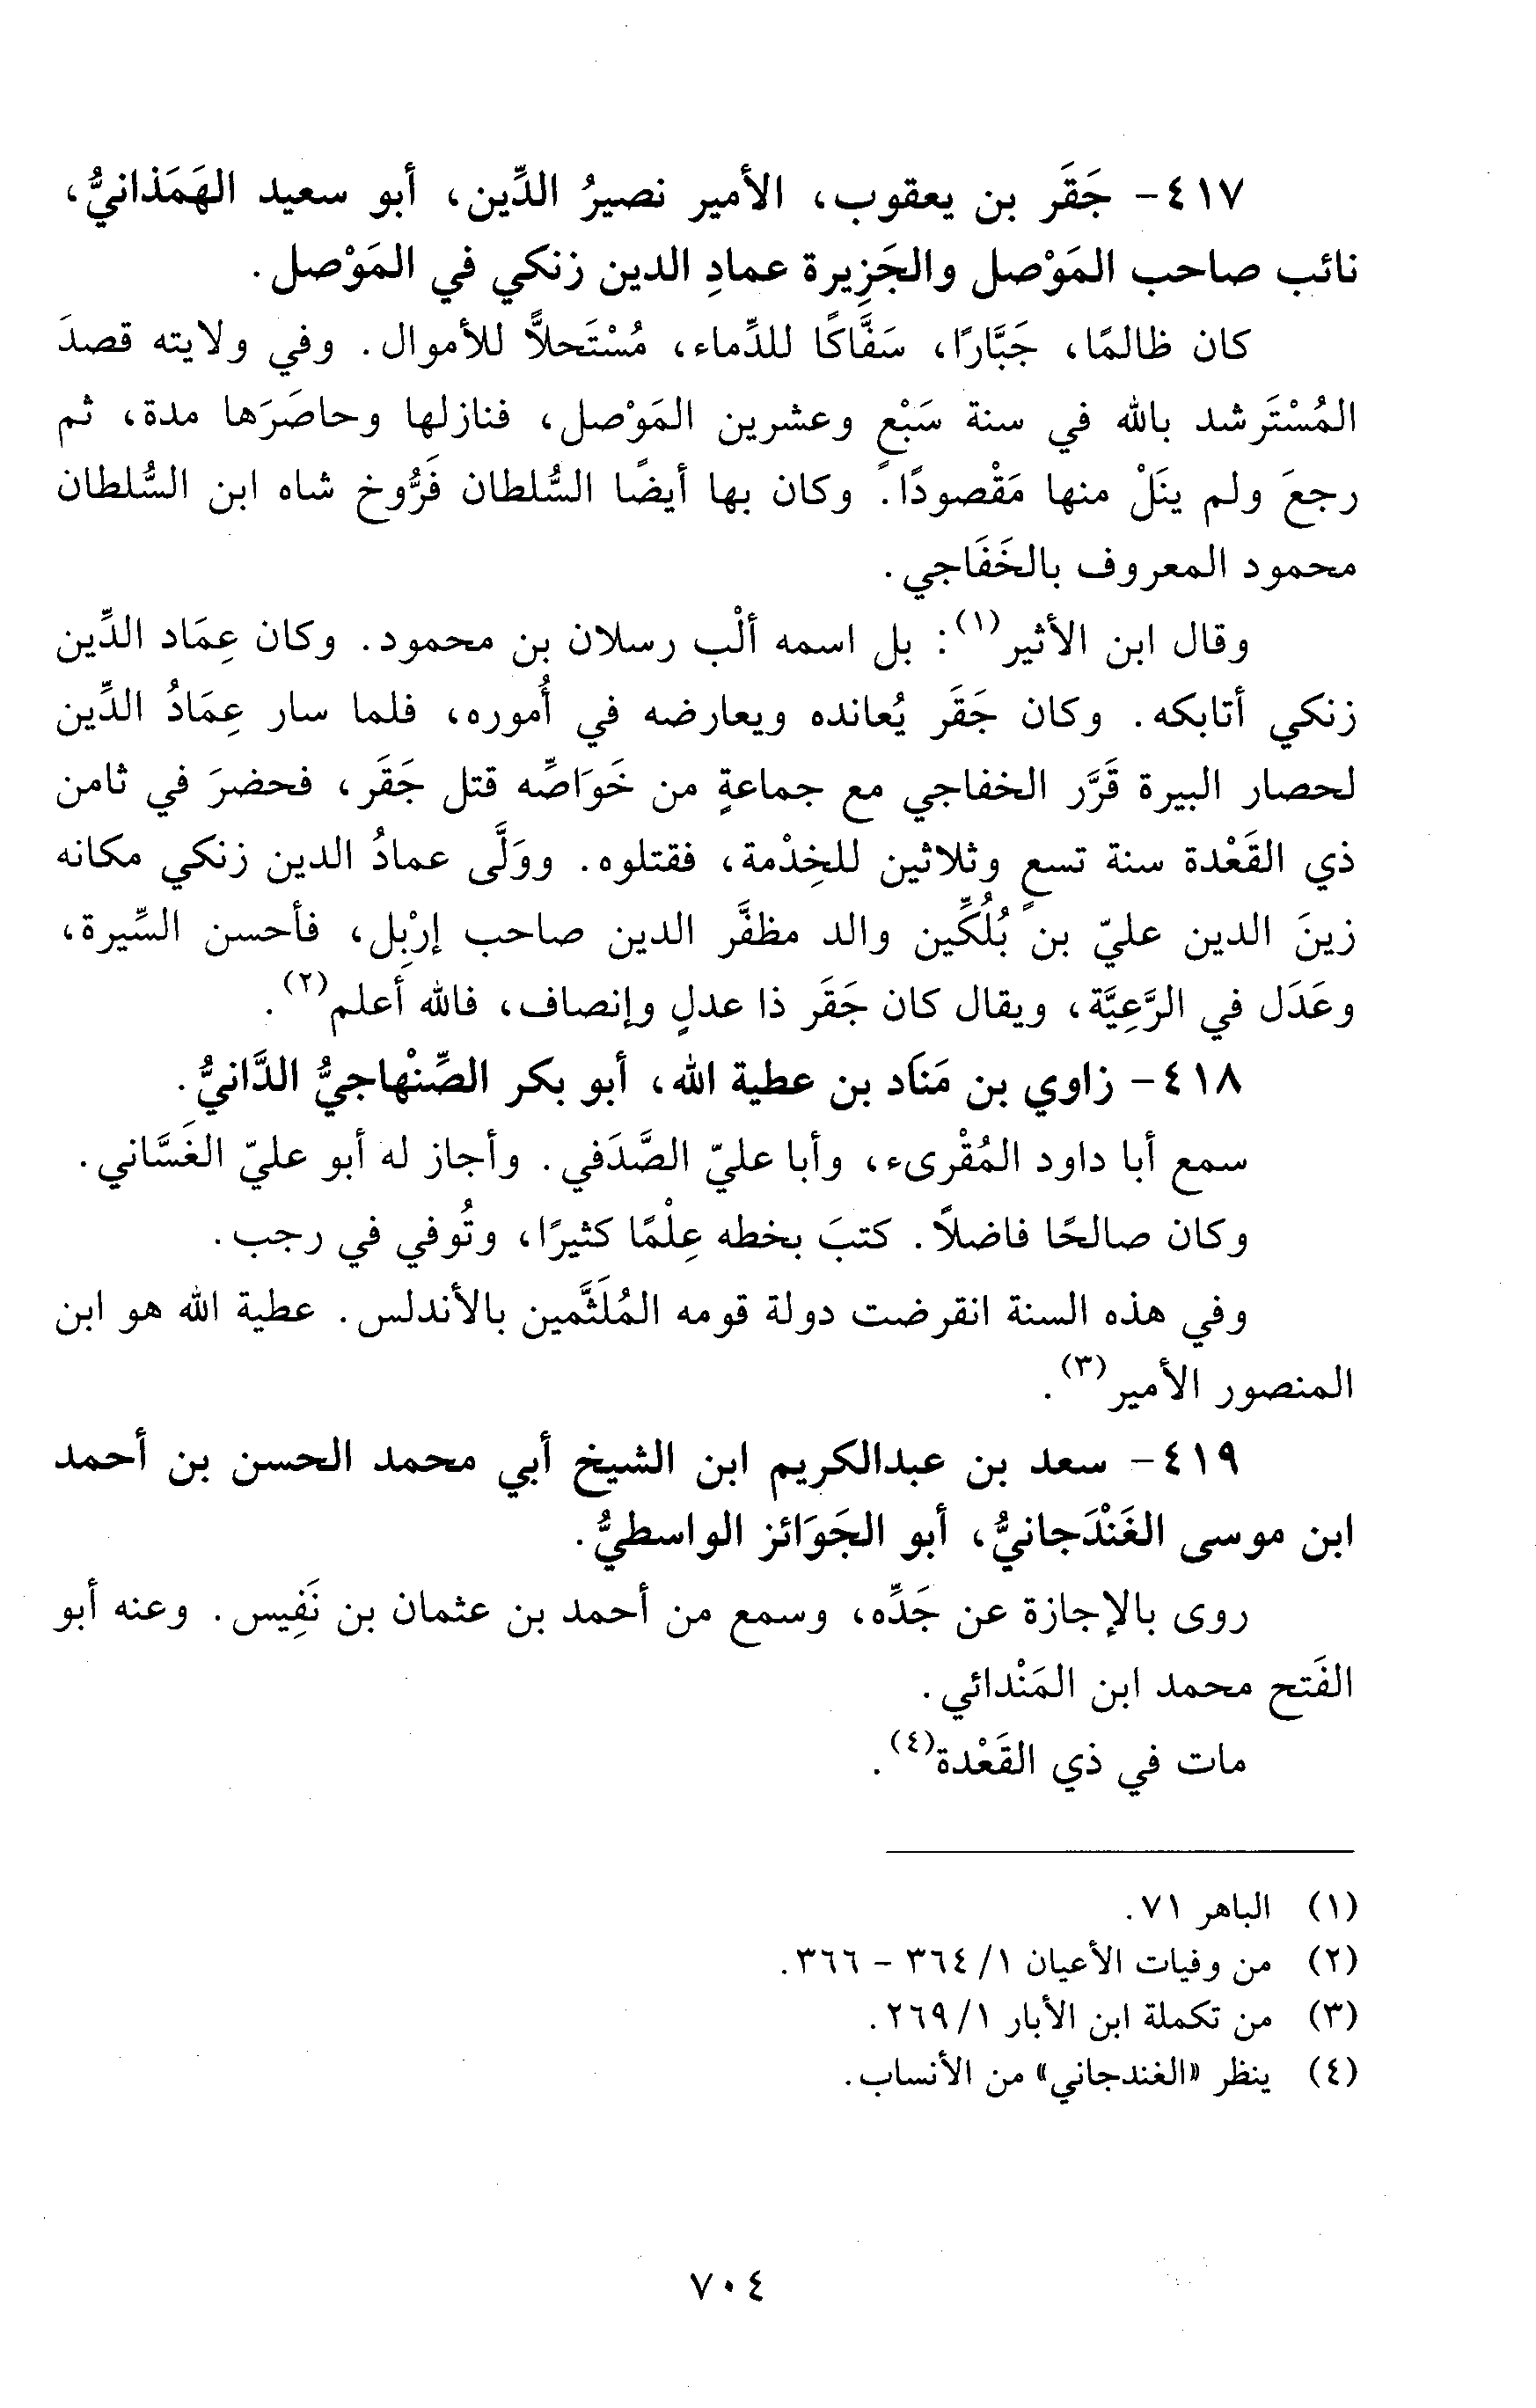 ٤١٧- جَقَر بن يعقوب، الأمير نصيرُ الدِّين، أبو سعيد الهَمَذانيُّ،
نائب صاحب المَوْصل والجَزِيرة عمادِ الدين زنكي في المَوْصل.
كان ظالمًا، جَبَّارًا، سَفَّاكًا للدِّماء، مُسْتَحلاًّ للأموال. وفي ولايته قصدَ
المُسْتَرشد بالله في سنة سَبْعٍ وعشرين المَوْصل، فنازلها وحاصَرَها مدة، ثم
رجعَ ولم ينَلْ منها مَقْصودًا. وكان بها أيضًا السُّلطان فَرُّوخ شاه ابن السُّلطان
محمود المعروف بالخَفَاجي.
وقال ابن الأثير(١): بل اسمه ألْب رسلان بن محمود. وكان عِمَاد الدِّين
زنكي أتابكه. وكان جَقَر يُعانده ويعارضه في أُموره، فلما سار عِمَادُ الدِّين
لحصار البيرة قَرَّر الخفاجي مع جماعةٍ من خَوَاصِّه قتل جَقَر، فحضرَ في ثامن
ذي القَعْدة سنة تسعٍ وثلاثين للخِدْمة، فقتلوه. ووَلَّى عمادُ الدين زنكي مكانه
زينَ الدين عليّ بن بُلُكِّين والد مظفَّر الدين صاحب إرْبِل، فأحسن السِّيرة،
وعَدَل في الرَّعِيَّة، ويقال كان جَقَر ذا عدلٍ وإنصاف، فالله أعلم(٢).
٤١٨- زاوي بن مَنَاد بن عطية الله، أبو بكر الصِّنْهاجيُّ الدَّانيُّ.
سمع أبا داود المُقْرىء، وأبا عليّ الصَّدَفي. وأجاز له أبو عليّ الغَسَّاني.
وكان صالحًا فاضلاً. كتبَ بخطه عِلْمًا كثيرًا، وتُوفي في رجب.
وفي هذه السنة انقرضت دولة قومه المُلَثَّمين بالأندلس. عطية الله هو ابن
المنصور الأمير(٣).
٤١٩- سعد بن عبدالكريم ابن الشيخ أبي محمد الحسن بن أحمد
ابن موسى الغَنْدَجانيُّ، أبو الجَوَائز الواسطيُّ.
روى بالإجازة عن جَدِّه، وسمع من أحمد بن عثمان بن نَفِيس. وعنه أبو
الفَتح محمد ابن المَنْدائي.
مات في ذي القَعْدة(٤).
(١) الباهر ٧١.
(٢) من وفيات الأعيان ١/ ٣٦٤ - ٣٦٦.
(٣) من تكملة ابن الأبار ١/ ٢٦٩.
(٤) ينظر «الغندجاني» من الأنساب.
٧٠٤